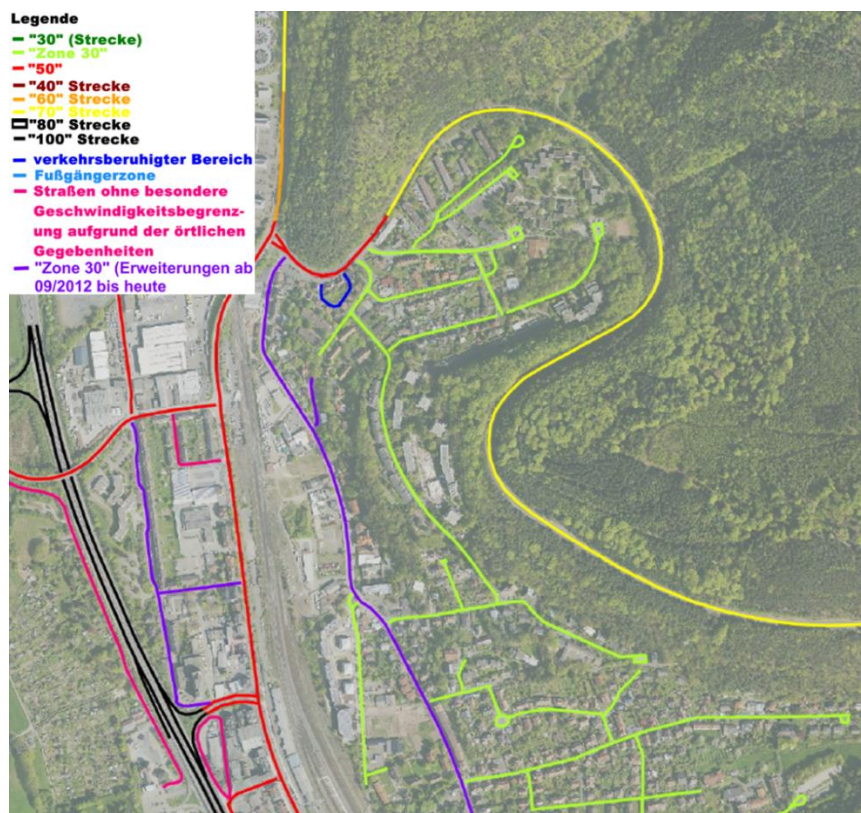 Legende
"30" (Strecke)
"Zone 30"
"50"
"40" Strecke
"60" Strecke
"70" Strecke
"80" Strecke
"100" Strecke
verkehrsberuhigter Bereich
Fußgängerzone
Straßen ohne besondere
Geschwindigkeitsbegrenz-
ung aufgrund der örtlichen
Gegebenheiten
"Zone 30" (Erweiterungen ab
09/2012 bis heute